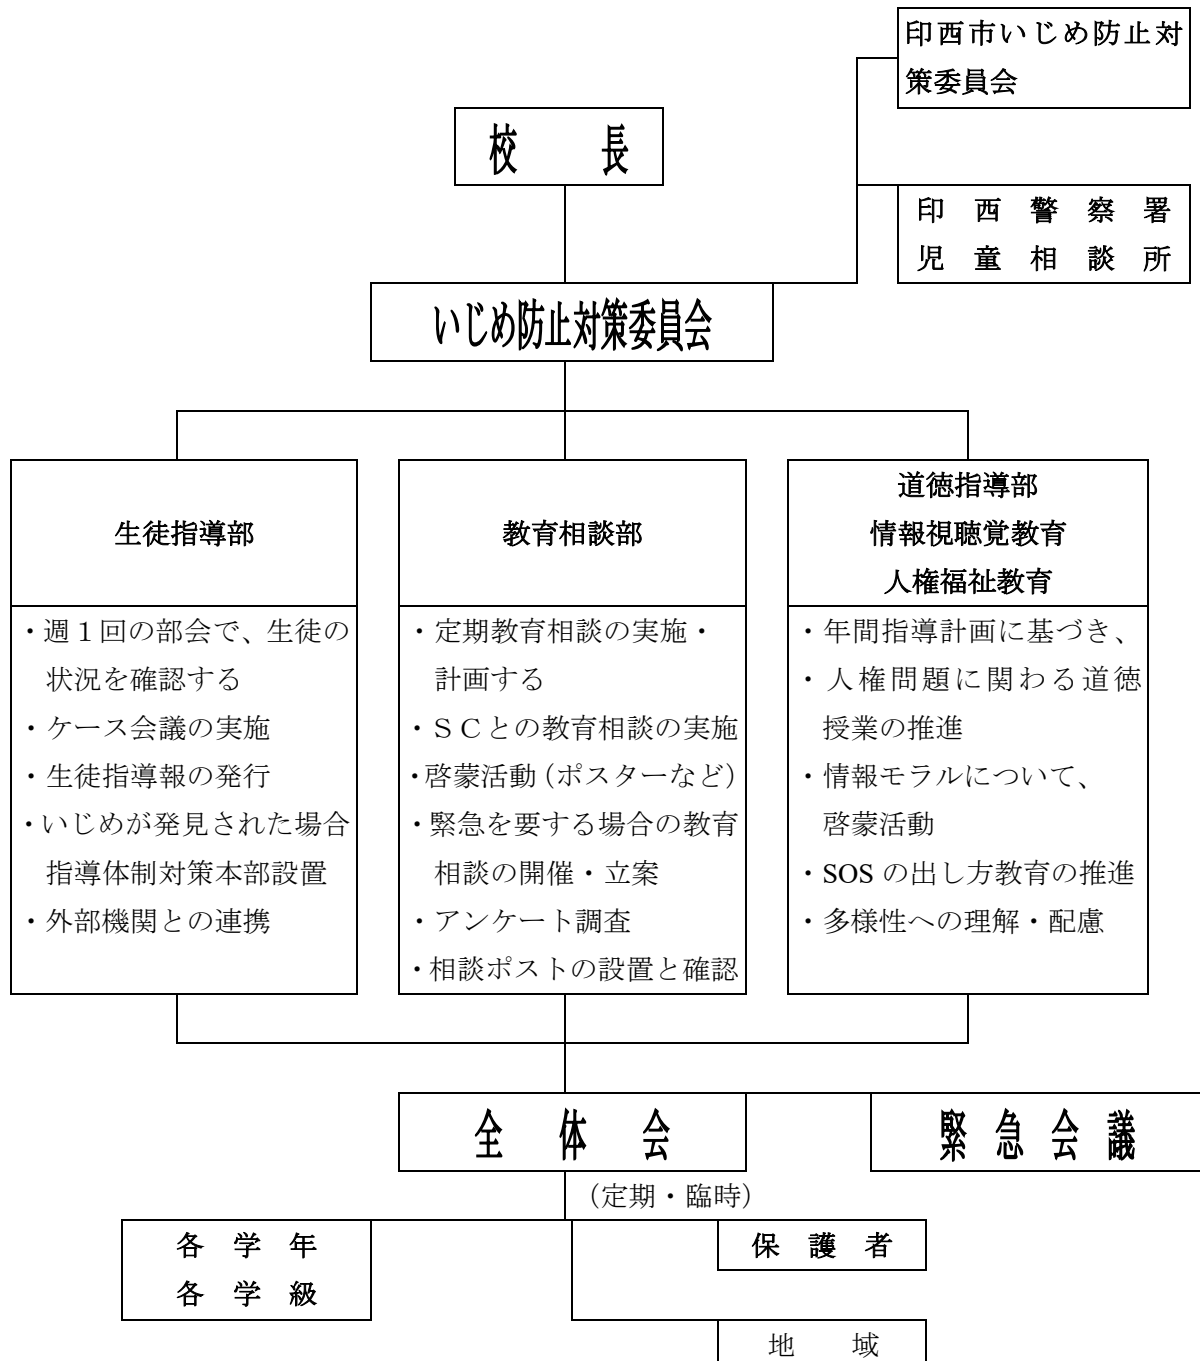 印西市いじめ防止対
策委員会
校長
印西警察署
児童相談所
いじめ防止対策委員会
生徒指導部
・週１回の部会で、生徒の
状況を確認する
・ケース会議の実施
・生徒指導報の発行
・いじめが発見された場合
指導体制対策本部設置
・外部機関との連携
教育相談部
・定期教育相談の実施・
計画する
・ＳＣとの教育相談の実施
・啓蒙活動（ポスターなど）
・緊急を要する場合の教育
相談の開催・立案
・アンケート調査
・相談ポストの設置と確認
道徳指導部
情報視聴覚教育
人権福祉教育
・年間指導計画に基づき、
・人権問題に関わる道徳
授業の推進
・情報モラルについて、
啓蒙活動
・SOS の出し方教育の推進
・多様性への理解・配慮
全体会
緊急会議
（定期・臨時）
各学年
各学級
保護者
地域